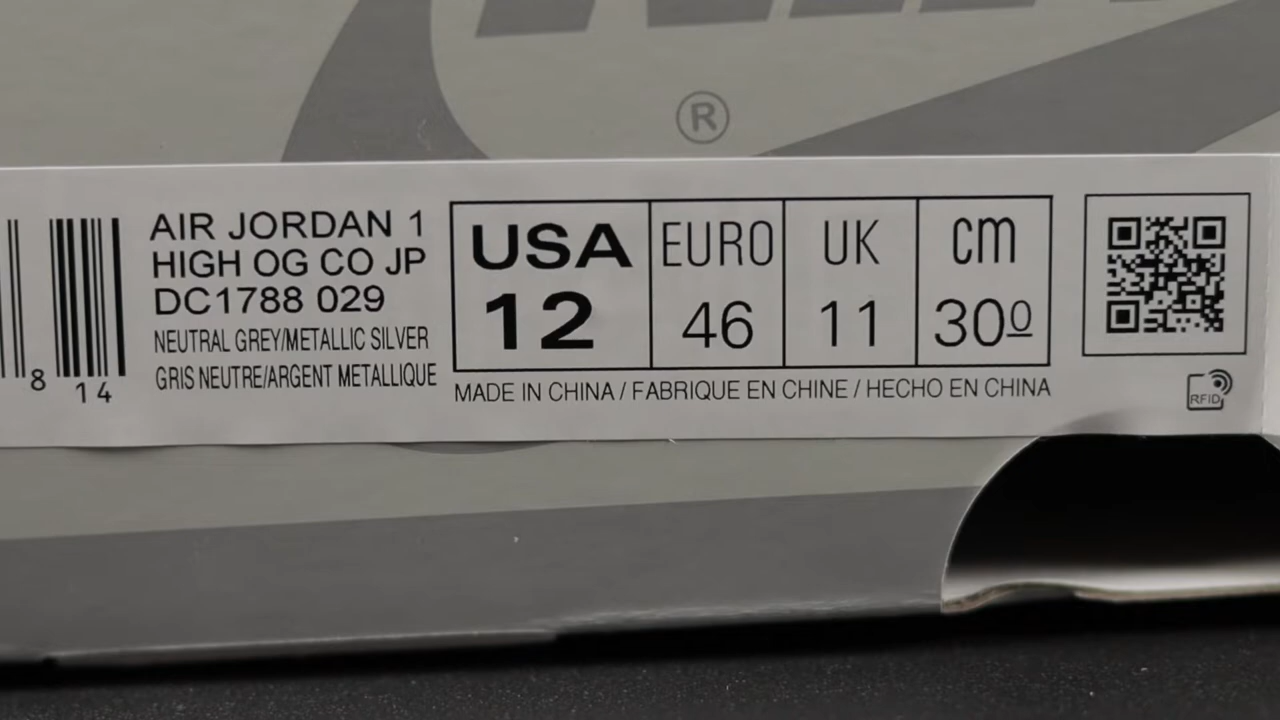 ®
AIR JORDAN 1
HIGH OG CO JP
DC1788 029
NEUTRAL GREY/METALLIC SILVER
GRIS NEUTRE/ARGENT METALLIQUE
8 14
USA EURO UK cm
12 46 11 30º
MADE IN CHINA / FABRIQUE EN CHINE / HECHO EN CHINA
RFID